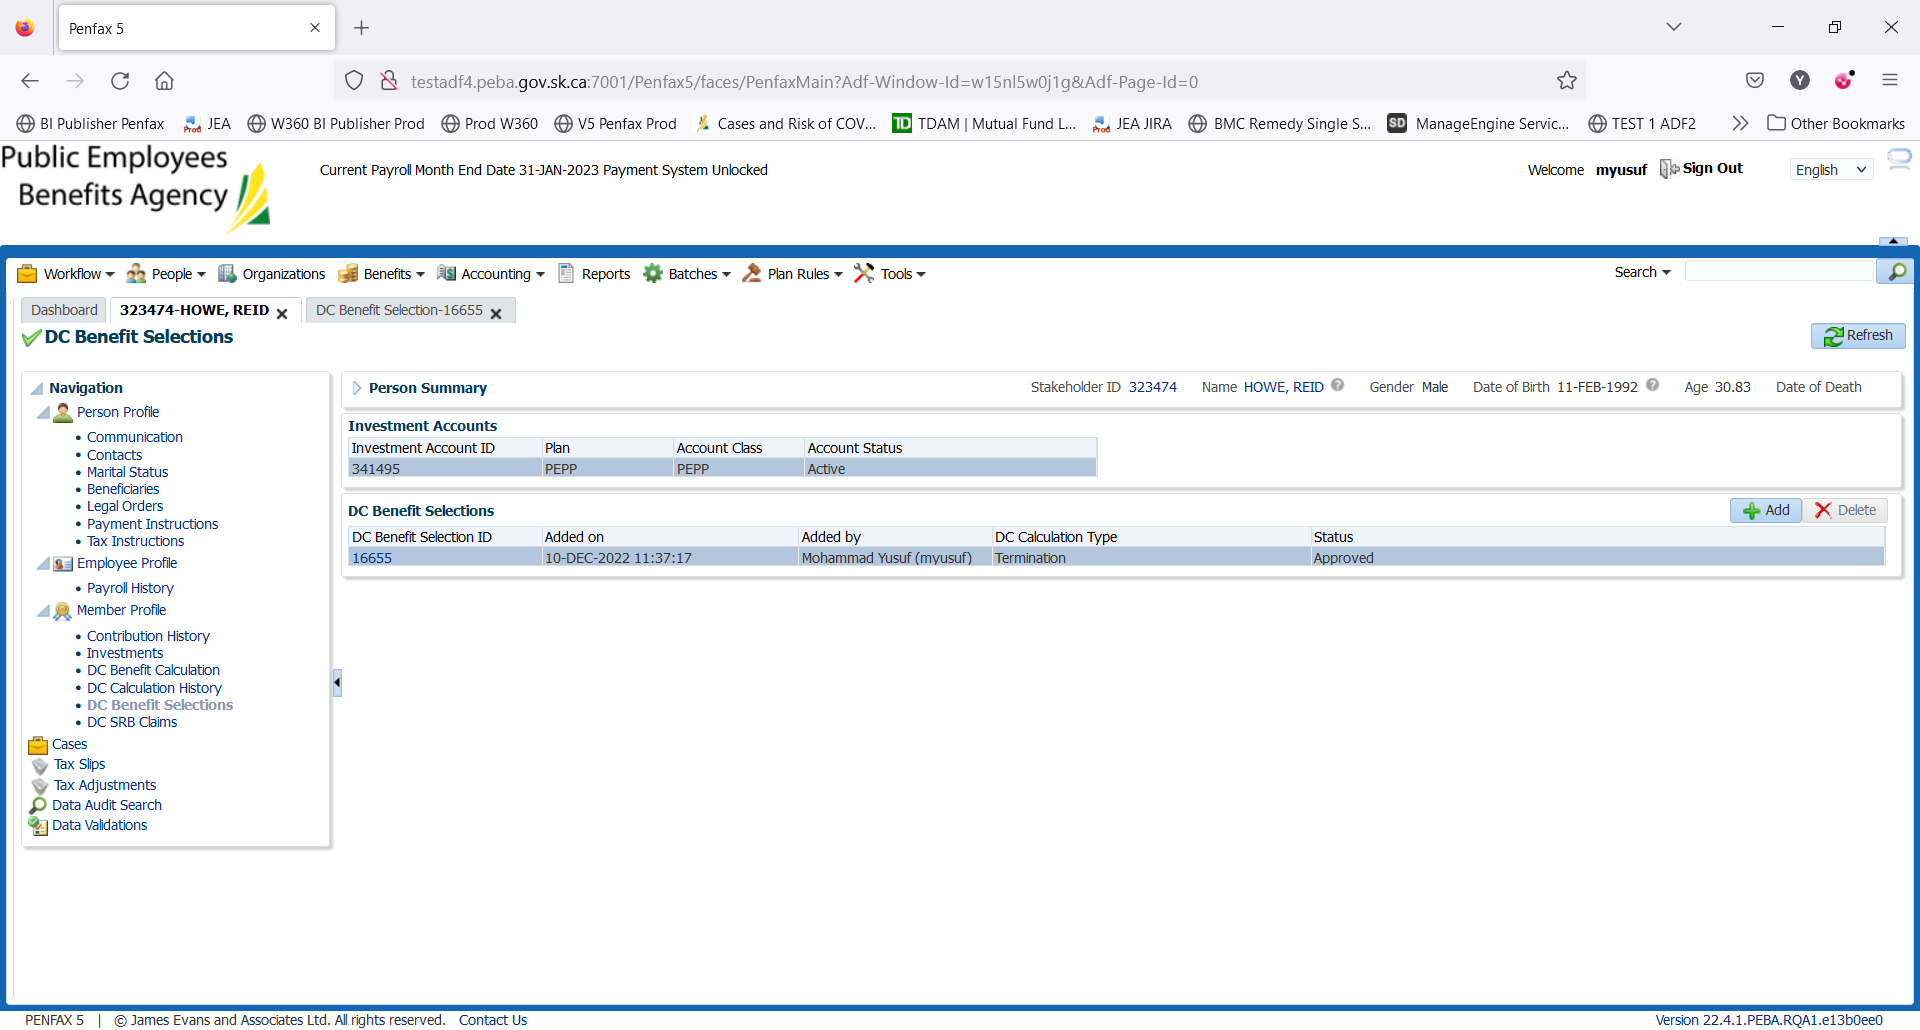 Penfax 5
testadf4.peba.gov.sk.ca:7001/Penfax5/faces/PenfaxMain?Adf-Window-Id=w15nl5w0j1g&Adf-Page-Id=0
Y
BI Publisher Penfax JEA W360 BI Publisher Prod Prod W360 V5 Penfax Prod Cases and Risk of COV... TD TDAM | Mutual Fund L... JEA JIRA BMC Remedy Single S... SD ManageEngine Servic... TEST 1 ADF2 Other Bookmarks
Public Employees
Benefits Agency
Current Payroll Month End Date 31-JAN-2023 Payment System Unlocked
Welcome myusuf Sign Out English
Workflow People Organizations Benefits Accounting Reports Batches Plan Rules Tools Search
Dashboard 323474-HOWE, REID DC Benefit Selection-16655
DC Benefit Selections Refresh
Navigation
Person Profile
Communication
Contacts
Marital Status
Beneficiaries
Legal Orders
Payment Instructions
Tax Instructions
Employee Profile
Payroll History
Member Profile
Contribution History
Investments
DC Benefit Calculation
DC Calculation History
DC Benefit Selections
DC SRB Claims
Cases
Tax Slips
Tax Adjustments
Data Audit Search
Data Validations
Person Summary Stakeholder ID 323474 Name HOWE, REID Gender Male Date of Birth 11-FEB-1992 Age 30.83 Date of Death
Investment Accounts
Investment Account ID Plan Account Class Account Status
341495 PEPP PEPP Active
DC Benefit Selections Add Delete
DC Benefit Selection ID Added on Added by DC Calculation Type Status
16655 10-DEC-2022 11:37:17 Mohammad Yusuf (myusuf) Termination Approved
PENFAX 5 | © James Evans and Associates Ltd. All rights reserved. Contact Us Version 22.4.1.PEBA.RQA1.e13b0ee0